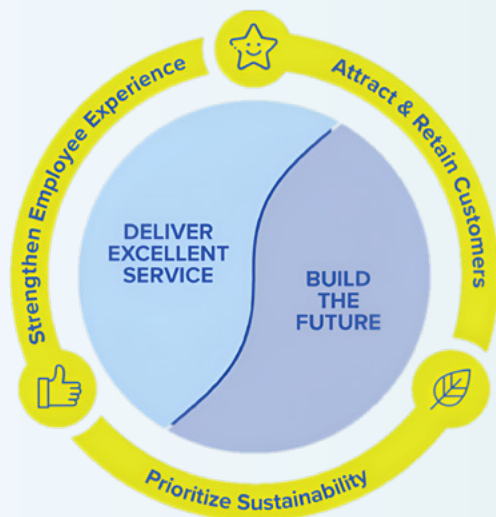 Strengthen Employee Experience
Attract & Retain Customers
DELIVER
EXCELLENT
SERVICE
BUILD
THE
FUTURE
Prioritize Sustainability